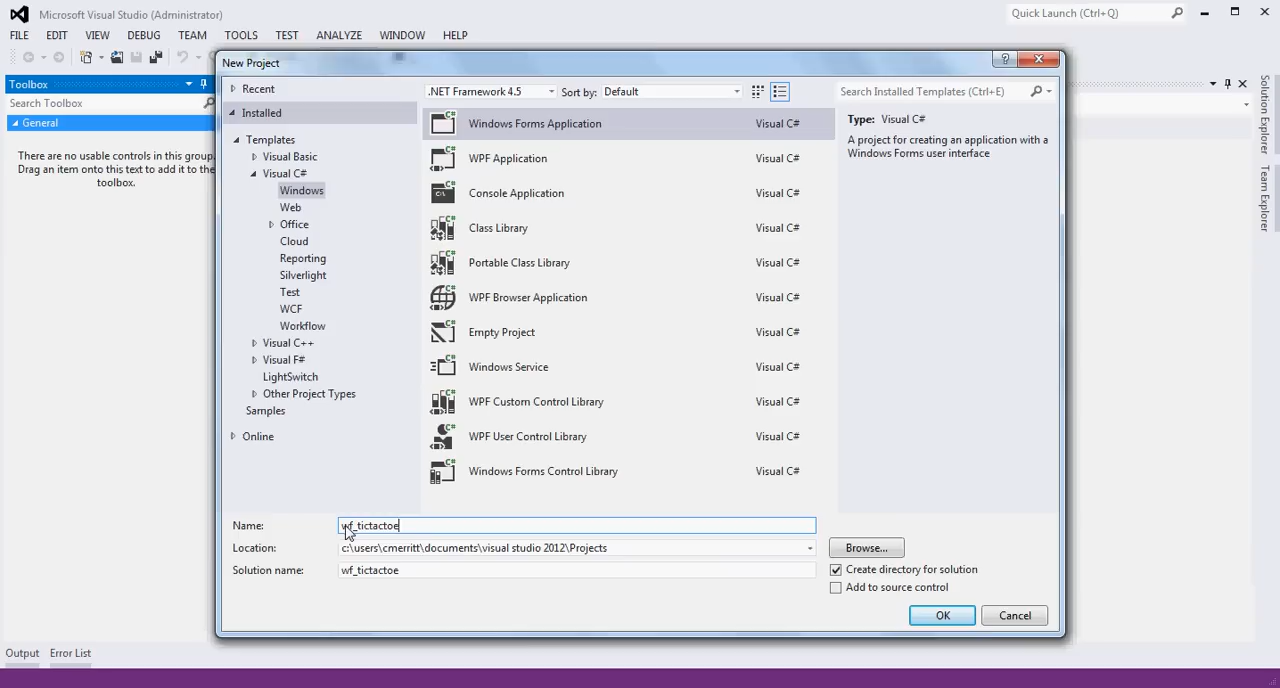 Microsoft Visual Studio (Administrator)
Quick Launch (Ctrl+Q)
FILE EDIT VIEW DEBUG TEAM TOOLS TEST ANALYZE WINDOW HELP
Toolbox
Search Toolbox
General
There are no usable controls in this group.
Drag an item onto this text to add it to the
toolbox.
New Project
Recent
Installed
Templates
Visual Basic
Visual C#
Windows
Web
Office
Cloud
Reporting
Silverlight
Test
WCF
Workflow
Visual C++
Visual F#
LightSwitch
Other Project Types
Samples
Online
.NET Framework 4.5
Sort by: Default
Search Installed Templates (Ctrl+E)
Windows Forms Application Visual C#
WPF Application Visual C#
Console Application Visual C#
Class Library Visual C#
Portable Class Library Visual C#
WPF Browser Application Visual C#
Empty Project Visual C#
Windows Service Visual C#
WPF Custom Control Library Visual C#
WPF User Control Library Visual C#
Windows Forms Control Library Visual C#
Type: Visual C#
A project for creating an application with a
Windows Forms user interface
Name: wf_tictactoe
Location: c:\users\cmerritt\documents\visual studio 2012\Projects
Browse...
Solution name: wf_tictactoe
Create directory for solution
Add to source control
OK Cancel
Solution Explorer
Team Explorer
Output Error List